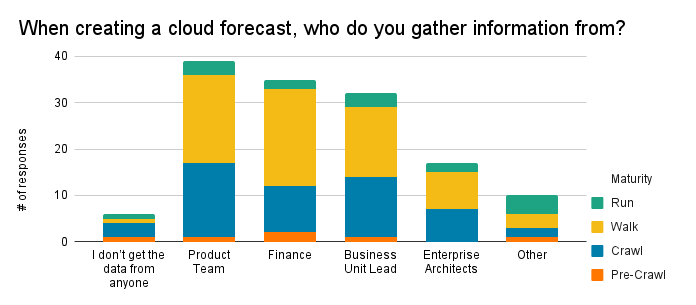 When creating a cloud forecast, who do you gather information from?
40
30
20
10
0
# of responses
I don't get the
data from
anyone
Product
Team
Finance
Business
Unit Lead
Enterprise
Architects
Other
Maturity
Run
Walk
Crawl
Pre-Crawl